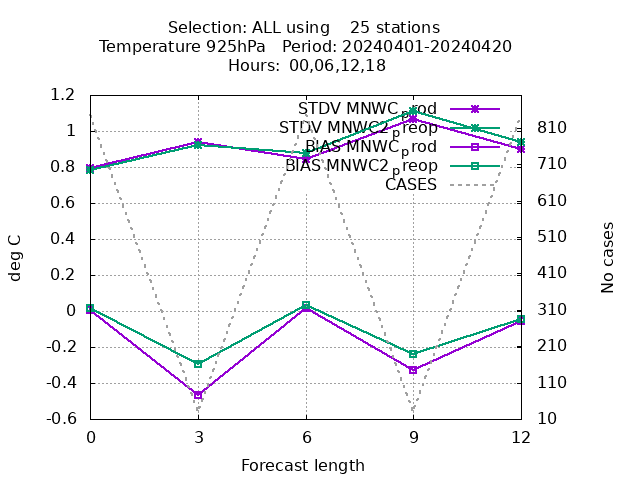 Selection: ALL using    25 stations
Temperature 925hPa   Period: 20240401-20240420
Hours:  00,06,12,18
STDV MNWC_prod
STDV MNWC2_preop
BIAS MNWC_prod
BIAS MNWC2_preop
CASES
1.2
1
0.8
0.6
0.4
0.2
0
-0.2
-0.4
-0.6
deg C
810
710
610
510
410
310
210
110
10
No cases
0 3 6 9 12
Forecast length